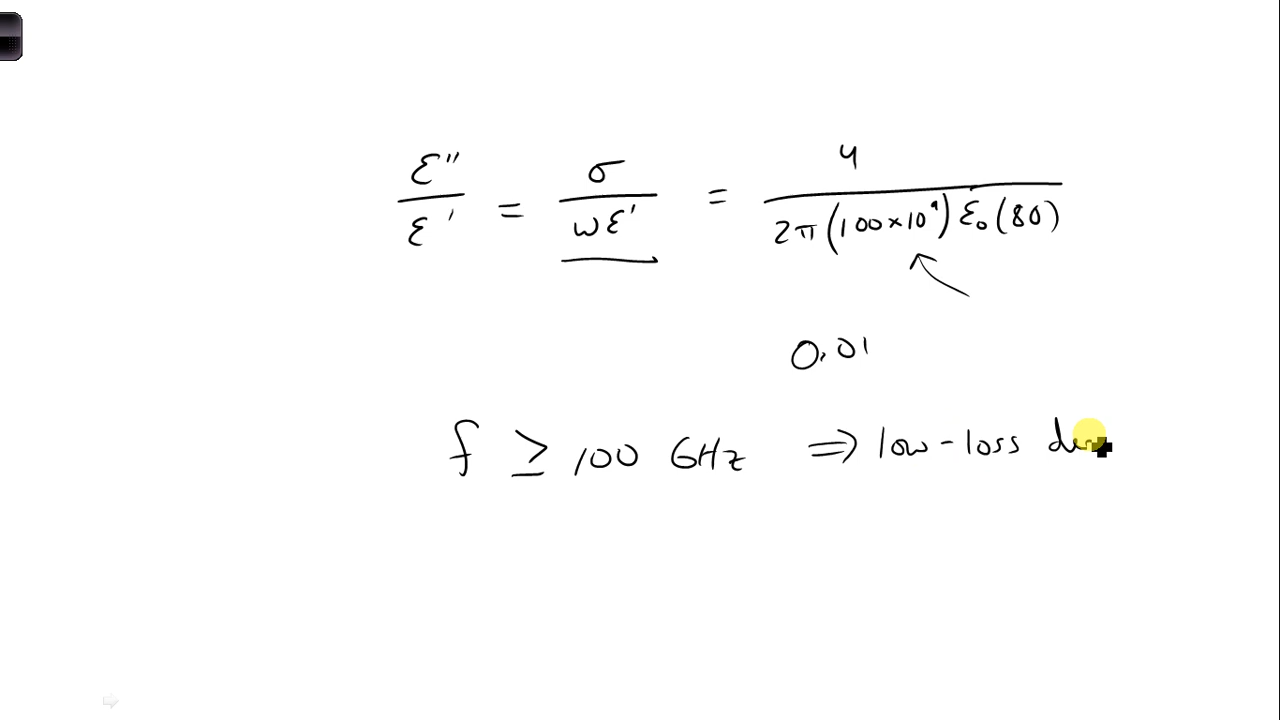 ε″/ε′ = σ/ωε′ = 4/2π(100×10⁹)ε₀(80)
0.01
f ≥ 100 GHz ⇒ low-loss